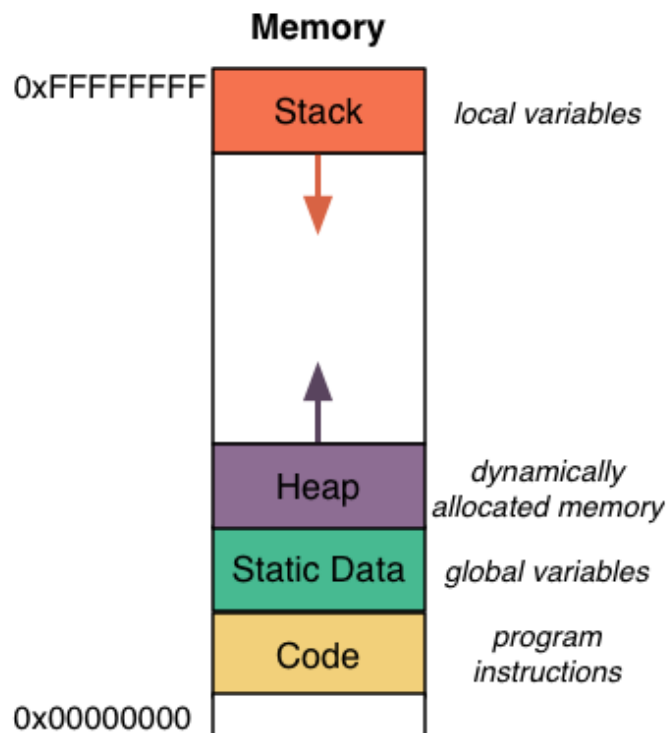 Memory
0xFFFFFFFF
Stack
local variables
Heap
dynamically
allocated memory
Static Data
global variables
Code
program
instructions
0x00000000